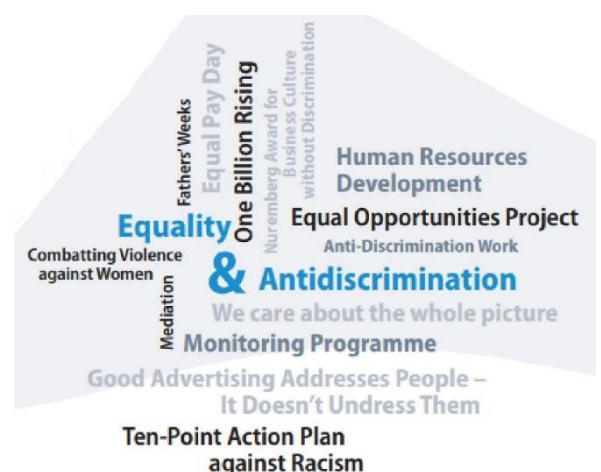 Fathers' Weeks
Equal Pay Day
One Billion Rising
Nuremberg Award for
Business Culture
without Discrimination
Human Resources
Development
Equality
Equal Opportunities Project
Combatting Violence
against Women
Anti-Discrimination Work
& Antidiscrimination
Mediation
We care about the whole picture
Monitoring Programme
Good Advertising Addresses People –
It Doesn't Undress Them
Ten-Point Action Plan
against Racism